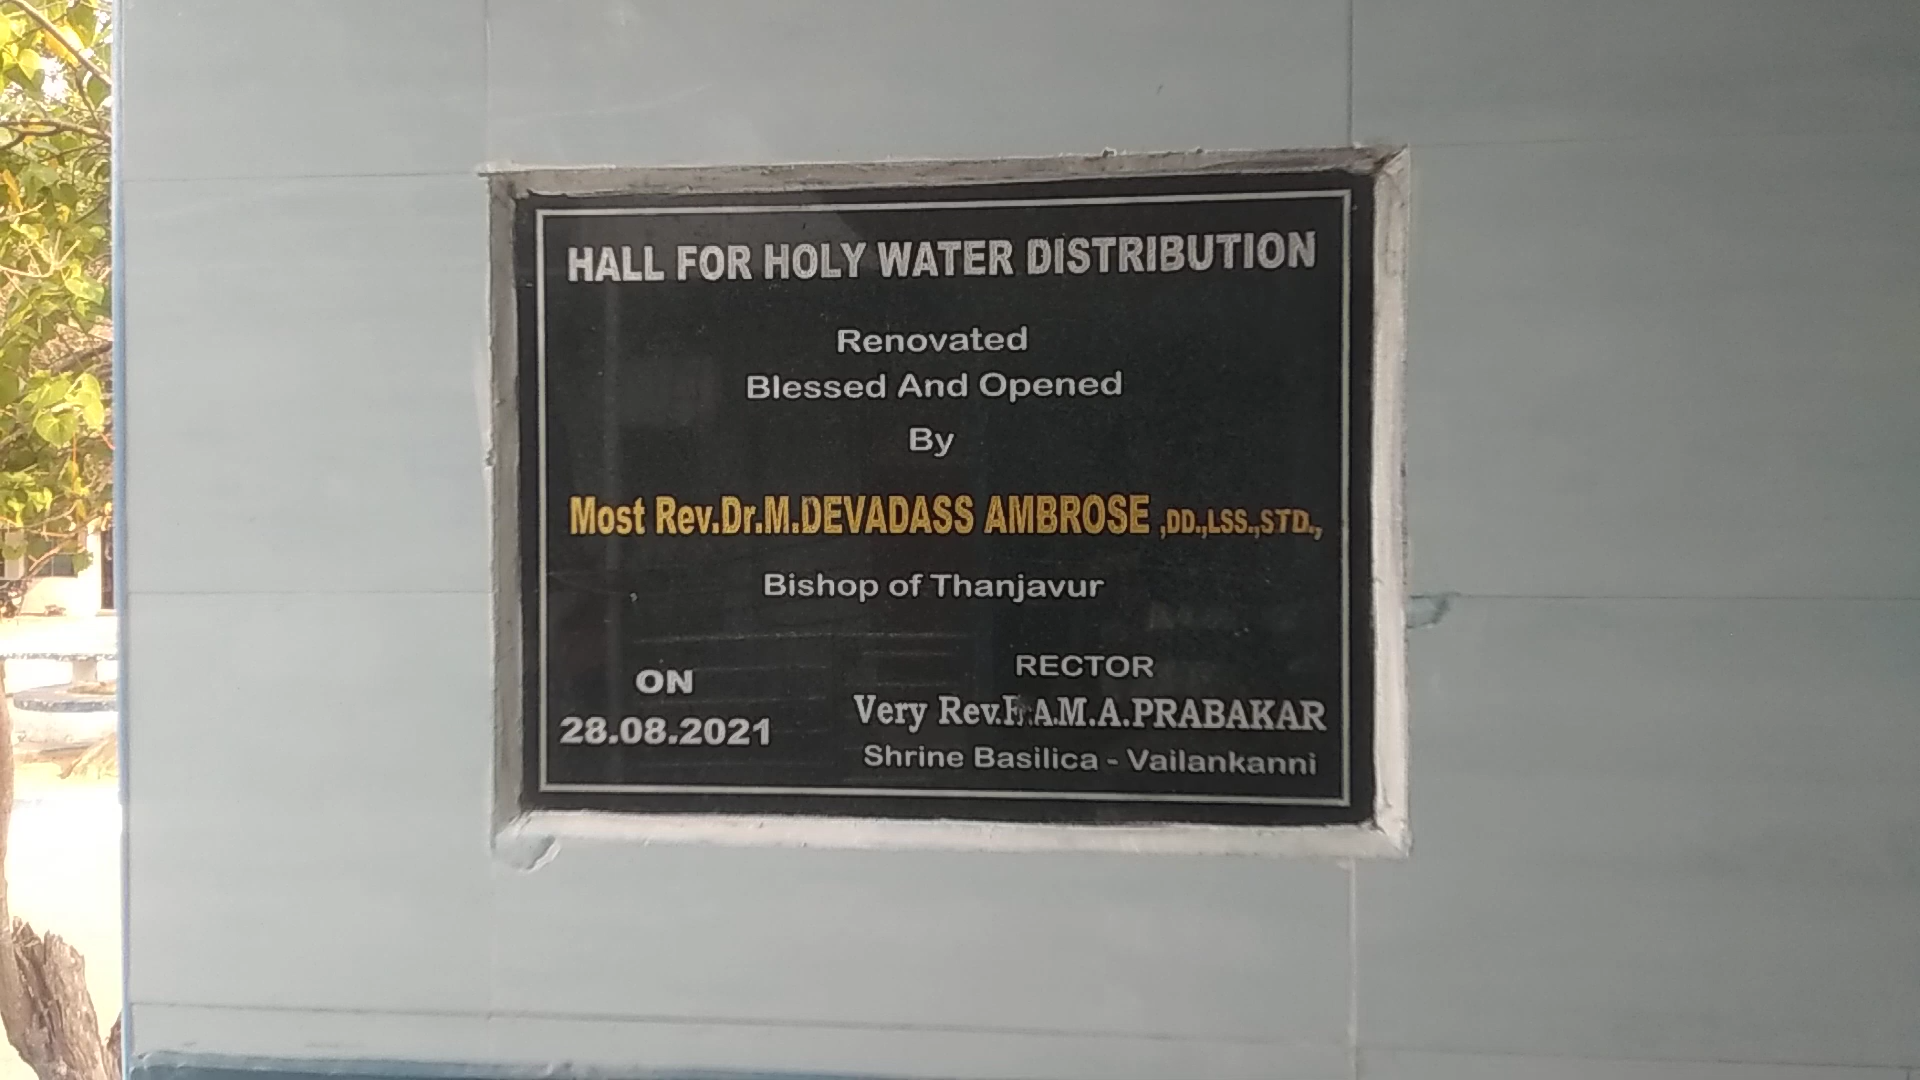 HALL FOR HOLY WATER DISTRIBUTION
Renovated
Blessed And Opened
By
Most Rev.Dr.M.DEVADASS AMBROSE ,DD.,LSS.,STD.,
Bishop of Thanjavur
ON
28.08.2021
RECTOR
Very Rev.Fr.A.M.A.PRABAKAR
Shrine Basilica - Vailankanni